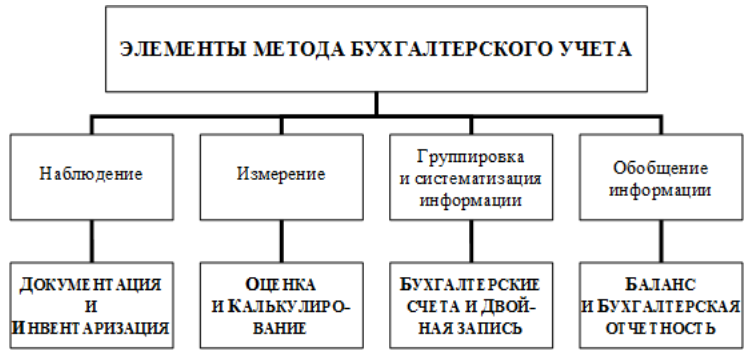 ЭЛЕМЕНТЫ МЕТОДА БУХГАЛТЕРСКОГО УЧЕТА
Наблюдение
Измерение
Группировка
и систематизация
информации
Обобщение
информации
ДОКУМЕНТАЦИЯ
И
ИНВЕНТАРИЗАЦИЯ
ОЦЕНКА
И КАЛЬКУЛИРО-
ВАНИЕ
БУХГАЛТЕРСКИЕ
СЧЕТА И ДВОЙ-
НАЯ ЗАПИСЬ
БАЛАНС
И БУХГАЛТЕРСКАЯ
ОТЧЕТНОСТЬ